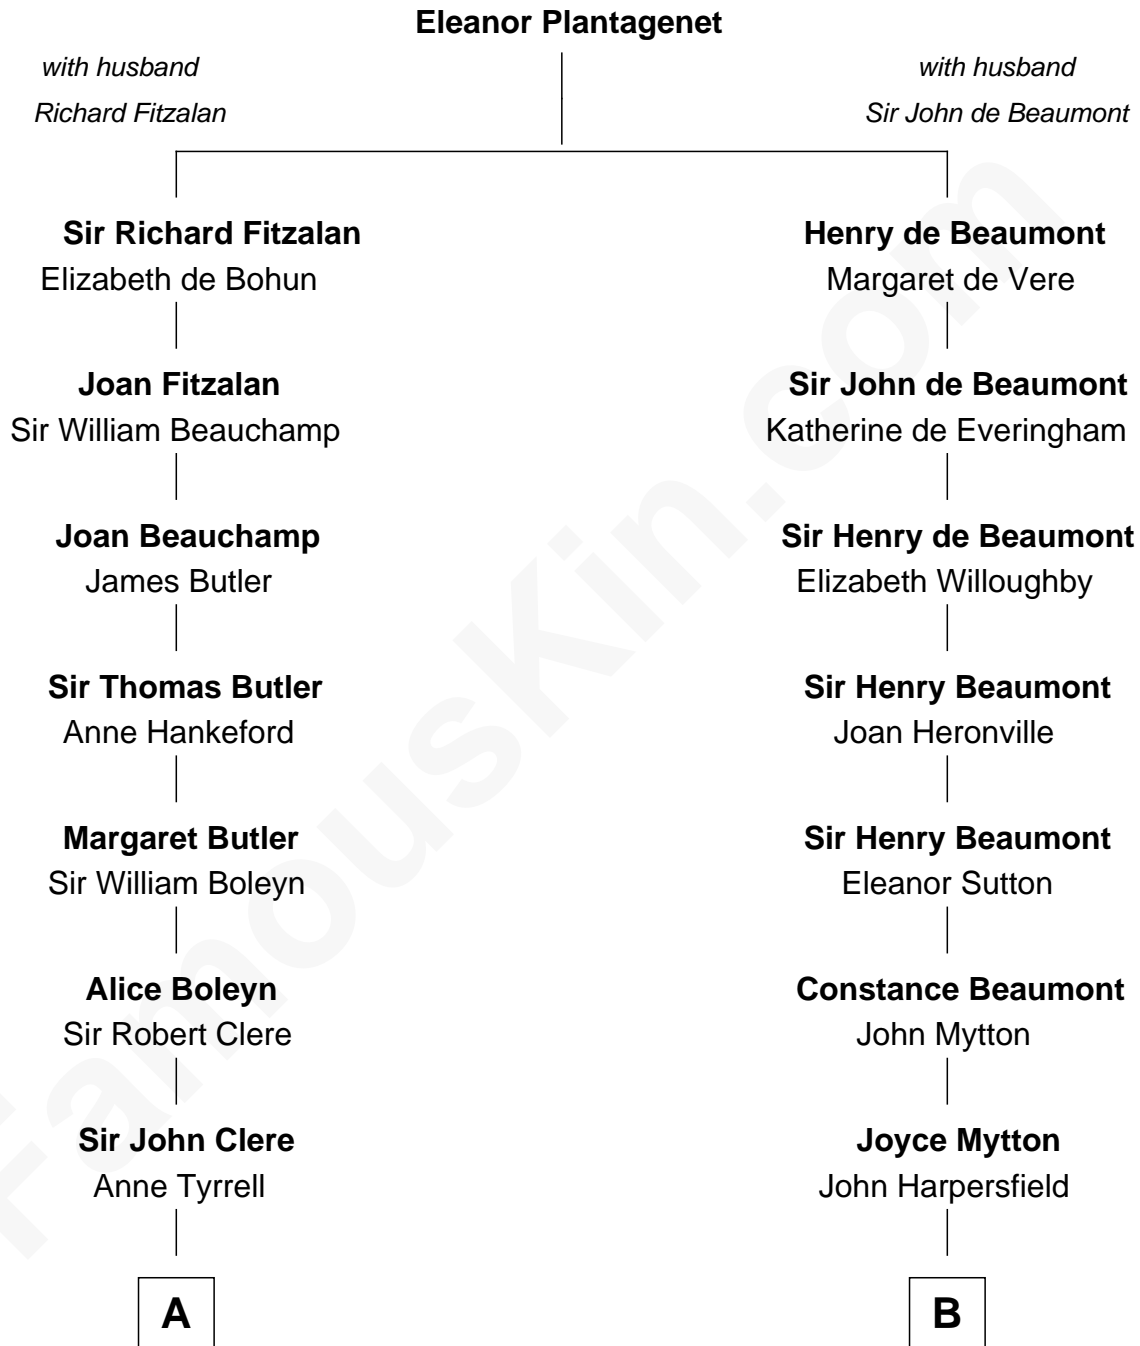 Eleanor Plantagenet
with husband
Richard Fitzalan
with husband
Sir John de Beaumont
Sir Richard Fitzalan
Elizabeth de Bohun
Henry de Beaumont
Margaret de Vere
Joan Fitzalan
Sir William Beauchamp
Sir John de Beaumont
Katherine de Everingham
Joan Beauchamp
James Butler
Sir Henry de Beaumont
Elizabeth Willoughby
Sir Thomas Butler
Anne Hankeford
Sir Henry Beaumont
Joan Heronville
Margaret Butler
Sir William Boleyn
Sir Henry Beaumont
Eleanor Sutton
Alice Boleyn
Sir Robert Clere
Constance Beaumont
John Mytton
Sir John Clere
Anne Tyrrell
Joyce Mytton
John Harpersfield
A
B
FamousKin.com